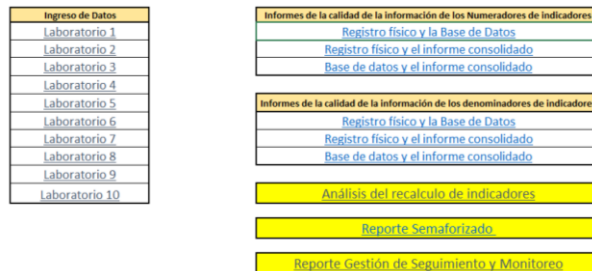 Ingreso de Datos
Laboratorio 1
Laboratorio 2
Laboratorio 3
Laboratorio 4
Laboratorio 5
Laboratorio 6
Laboratorio 7
Laboratorio 8
Laboratorio 9
Laboratorio 10
Informes de la calidad de la información de los Numeradores de indicadores
Registro físico y la Base de Datos
Registro físico y el informe consolidado
Base de datos y el informe consolidado
Informes de la calidad de la información de los denominadores de indicadore
Registro físico y la Base de Datos
Registro físico y el informe consolidado
Base de datos y el informe consolidado
Análisis del recalculo de indicadores
Reporte Semaforizado
Reporte Gestión de Seguimiento y Monitoreo